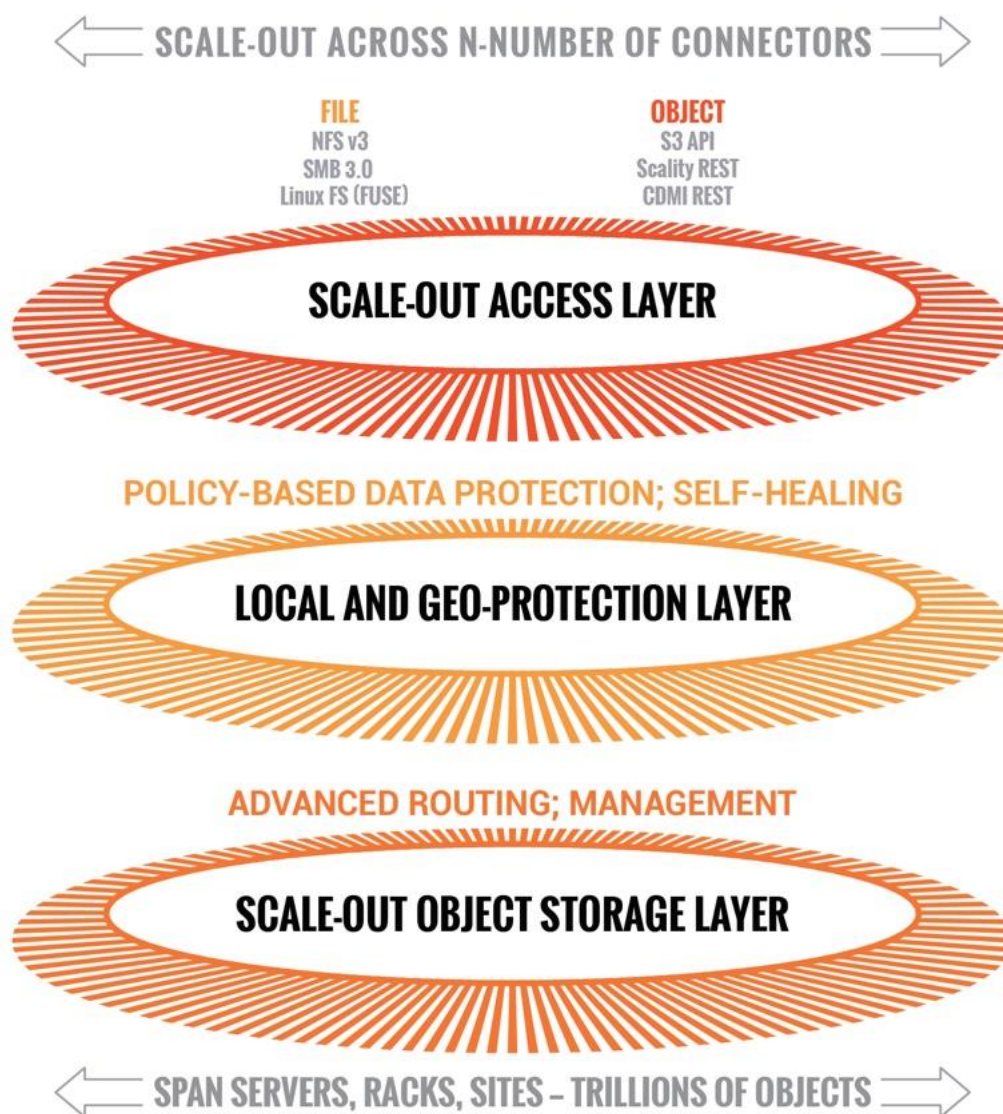 SCALE-OUT ACROSS N-NUMBER OF CONNECTORS
FILE
NFS v3
SMB 3.0
Linux FS (FUSE)
OBJECT
S3 API
Scality REST
CDMI REST
SCALE-OUT ACCESS LAYER
POLICY-BASED DATA PROTECTION; SELF-HEALING
LOCAL AND GEO-PROTECTION LAYER
ADVANCED ROUTING; MANAGEMENT
SCALE-OUT OBJECT STORAGE LAYER
SPAN SERVERS, RACKS, SITES – TRILLIONS OF OBJECTS